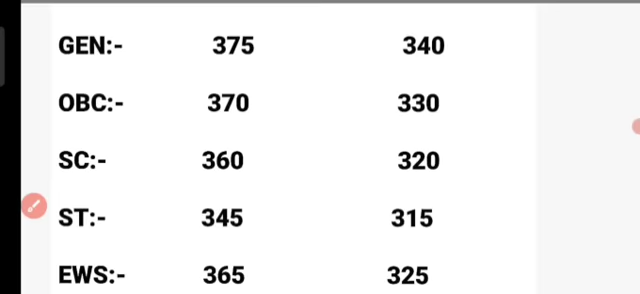 GEN:- 375 340
OBC:- 370 330
SC:- 360 320
ST:- 345 315
EWS:- 365 325